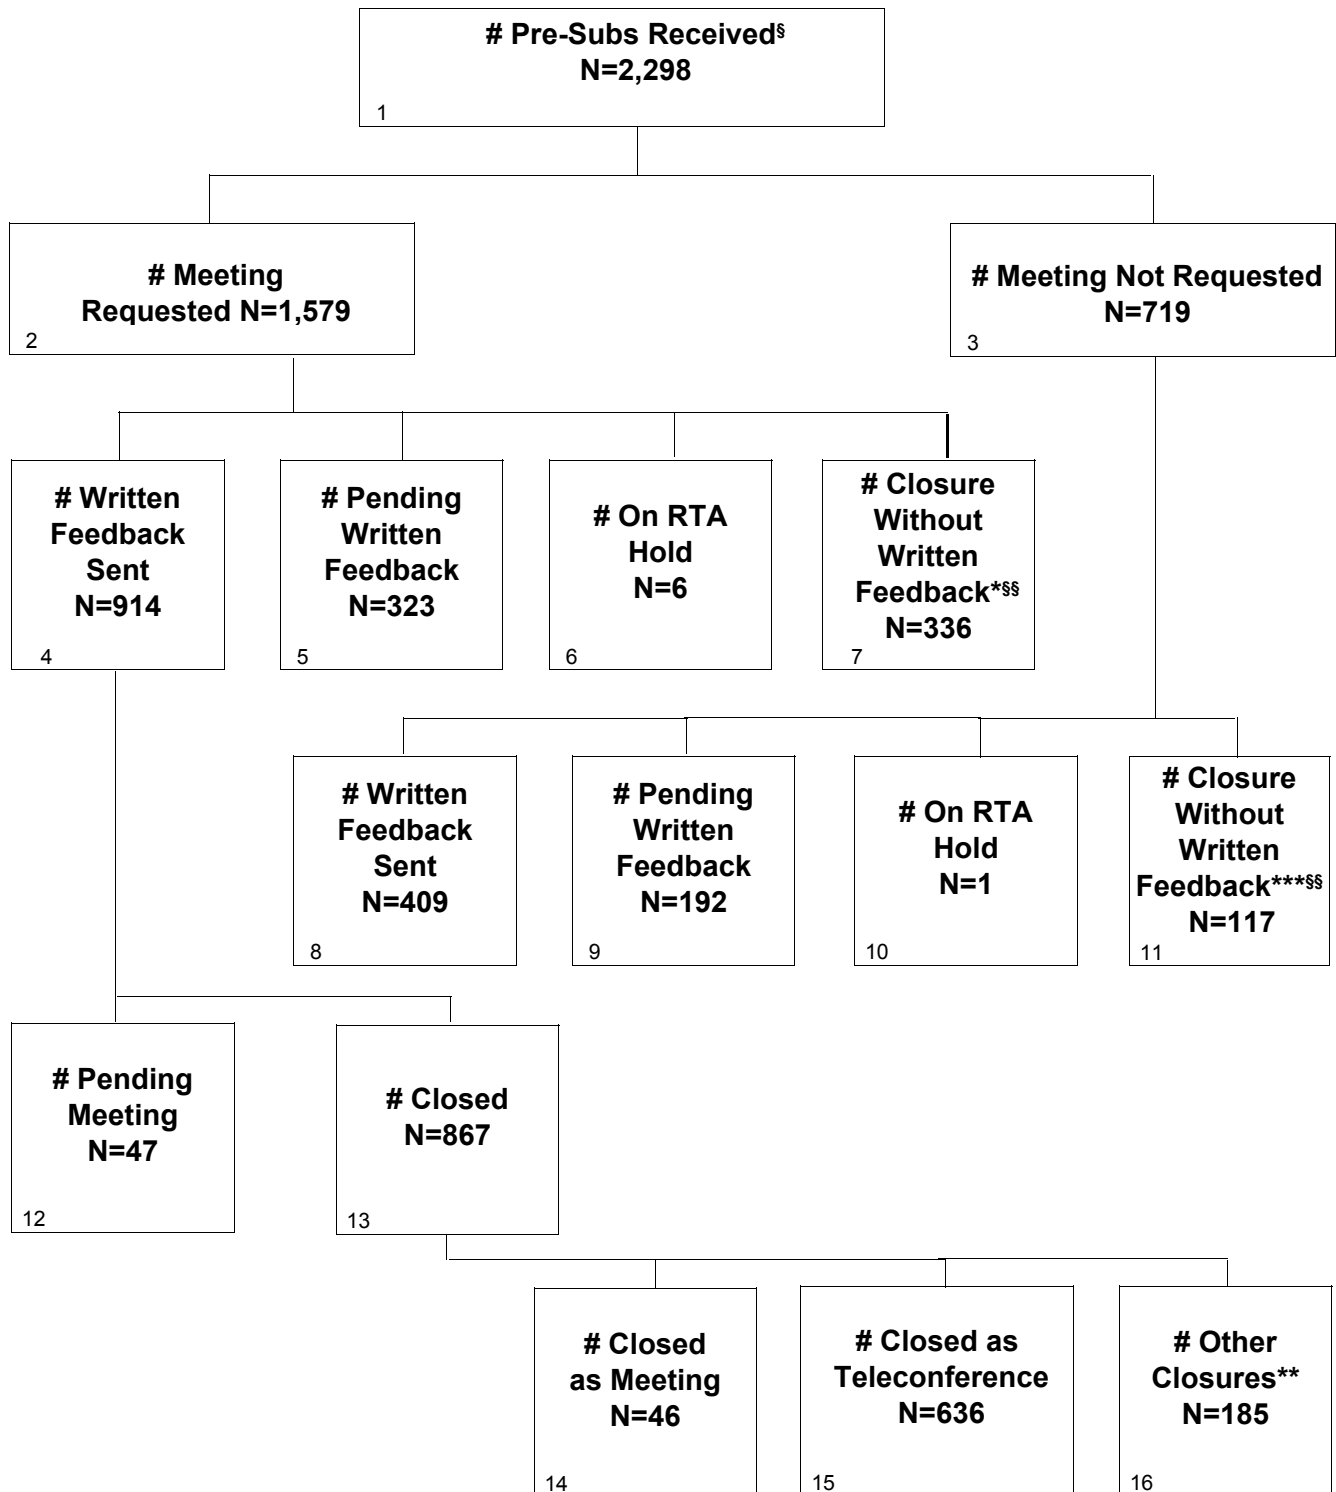 # Pre-Subs Received§
N=2,298
1
# Meeting
Requested N=1,579
2
# Meeting Not Requested
N=719
3
# Written
Feedback
Sent
N=914
4
# Pending
Written
Feedback
N=323
5
# On RTA
Hold
N=6
6
# Closure
Without
Written
Feedback*§§
N=336
7
# Written
Feedback
Sent
N=409
8
# Pending
Written
Feedback
N=192
9
# On RTA
Hold
N=1
10
# Closure
Without
Written
Feedback***§§
N=117
11
# Pending
Meeting
N=47
12
# Closed
N=867
13
# Closed
as Meeting
N=46
14
# Closed as
Teleconference
N=636
15
# Other
Closures**
N=185
16